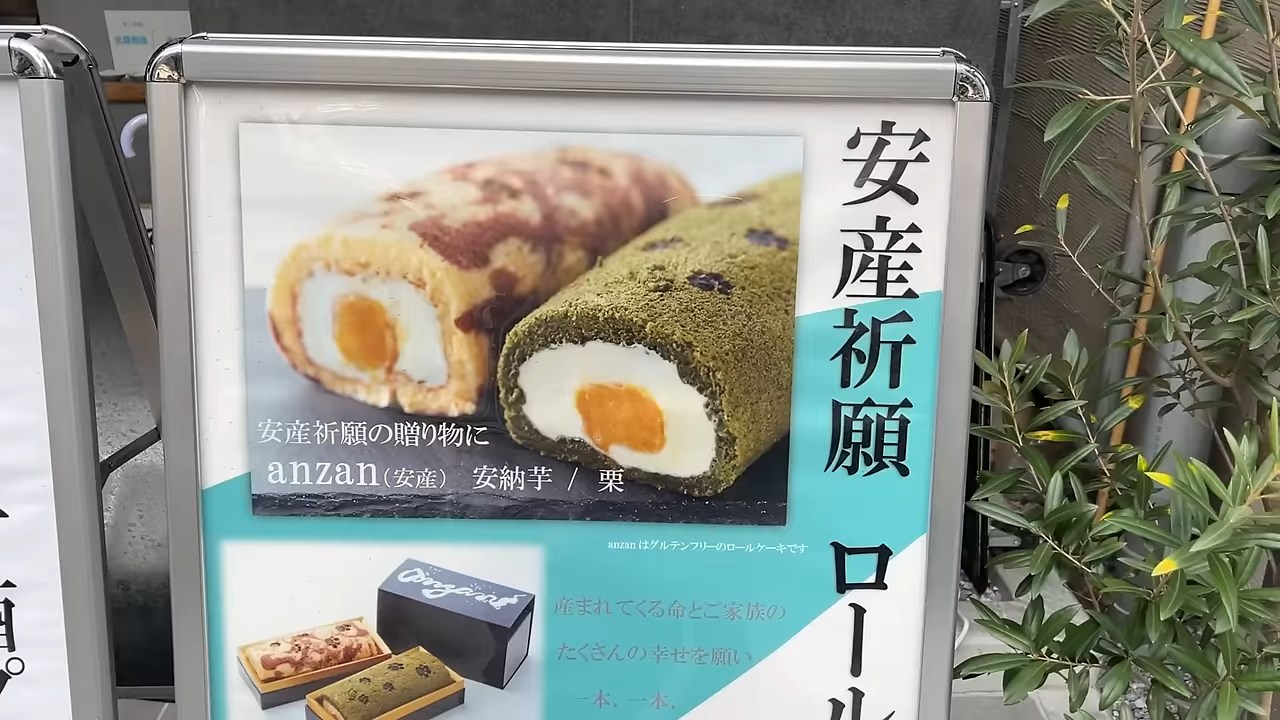 安産祈願 ロール
安産祈願の贈り物に
anzan(安産) 安納芋 / 栗
anzan はグルテンフリーのロールケーキです
産まれてくる命とご家族の
たくさんの幸せを願い
一本、一本、